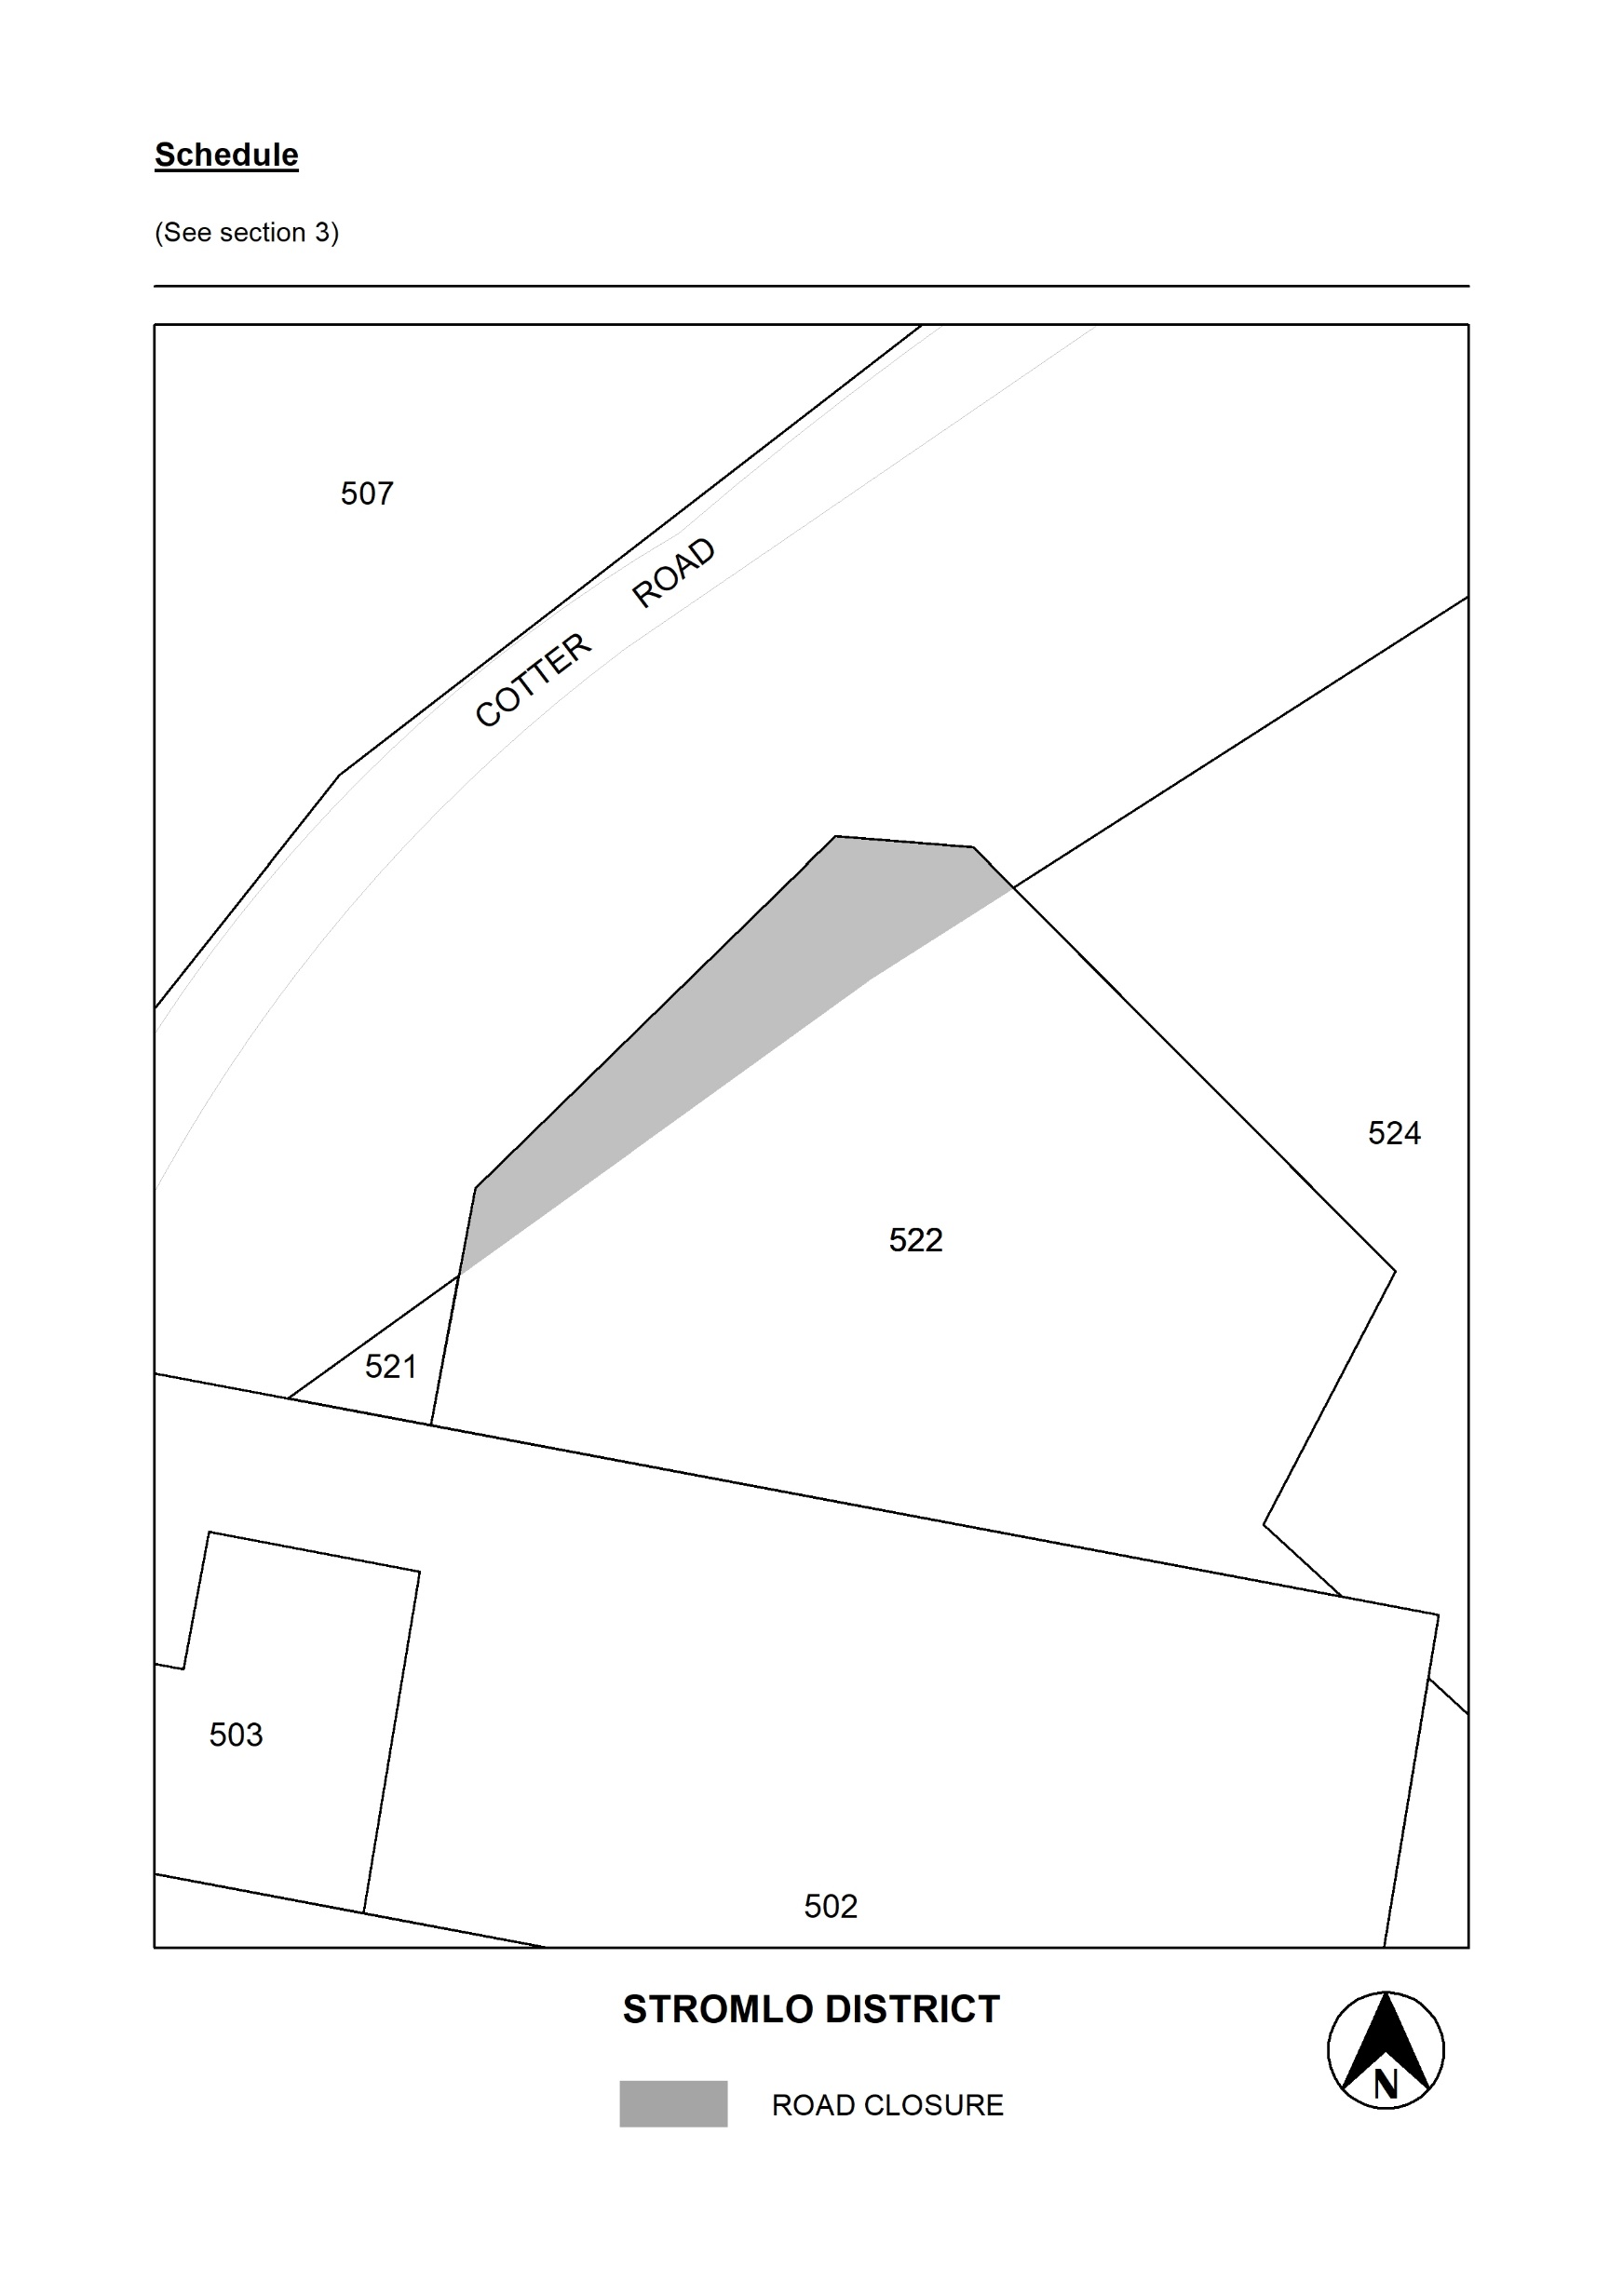 Schedule
(See section 3)
507
COTTER ROAD
524
522
521
503
502
STROMLO DISTRICT
N
ROAD CLOSURE